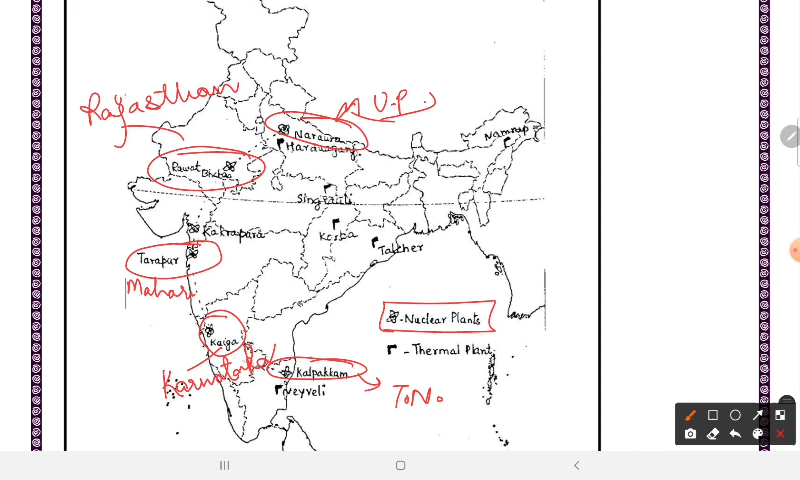 Rajasthan
U.P.
Naraura
Harduaganj
Namrup
Rawat
Bhataa
Singrauli
Kakrapara
Korba
Talcher
Tarapur
Mahar
-Nuclear Plants
Kaiga
-Thermal Plant
Karnataka
Kalpakkam
Neyveli
T.N.